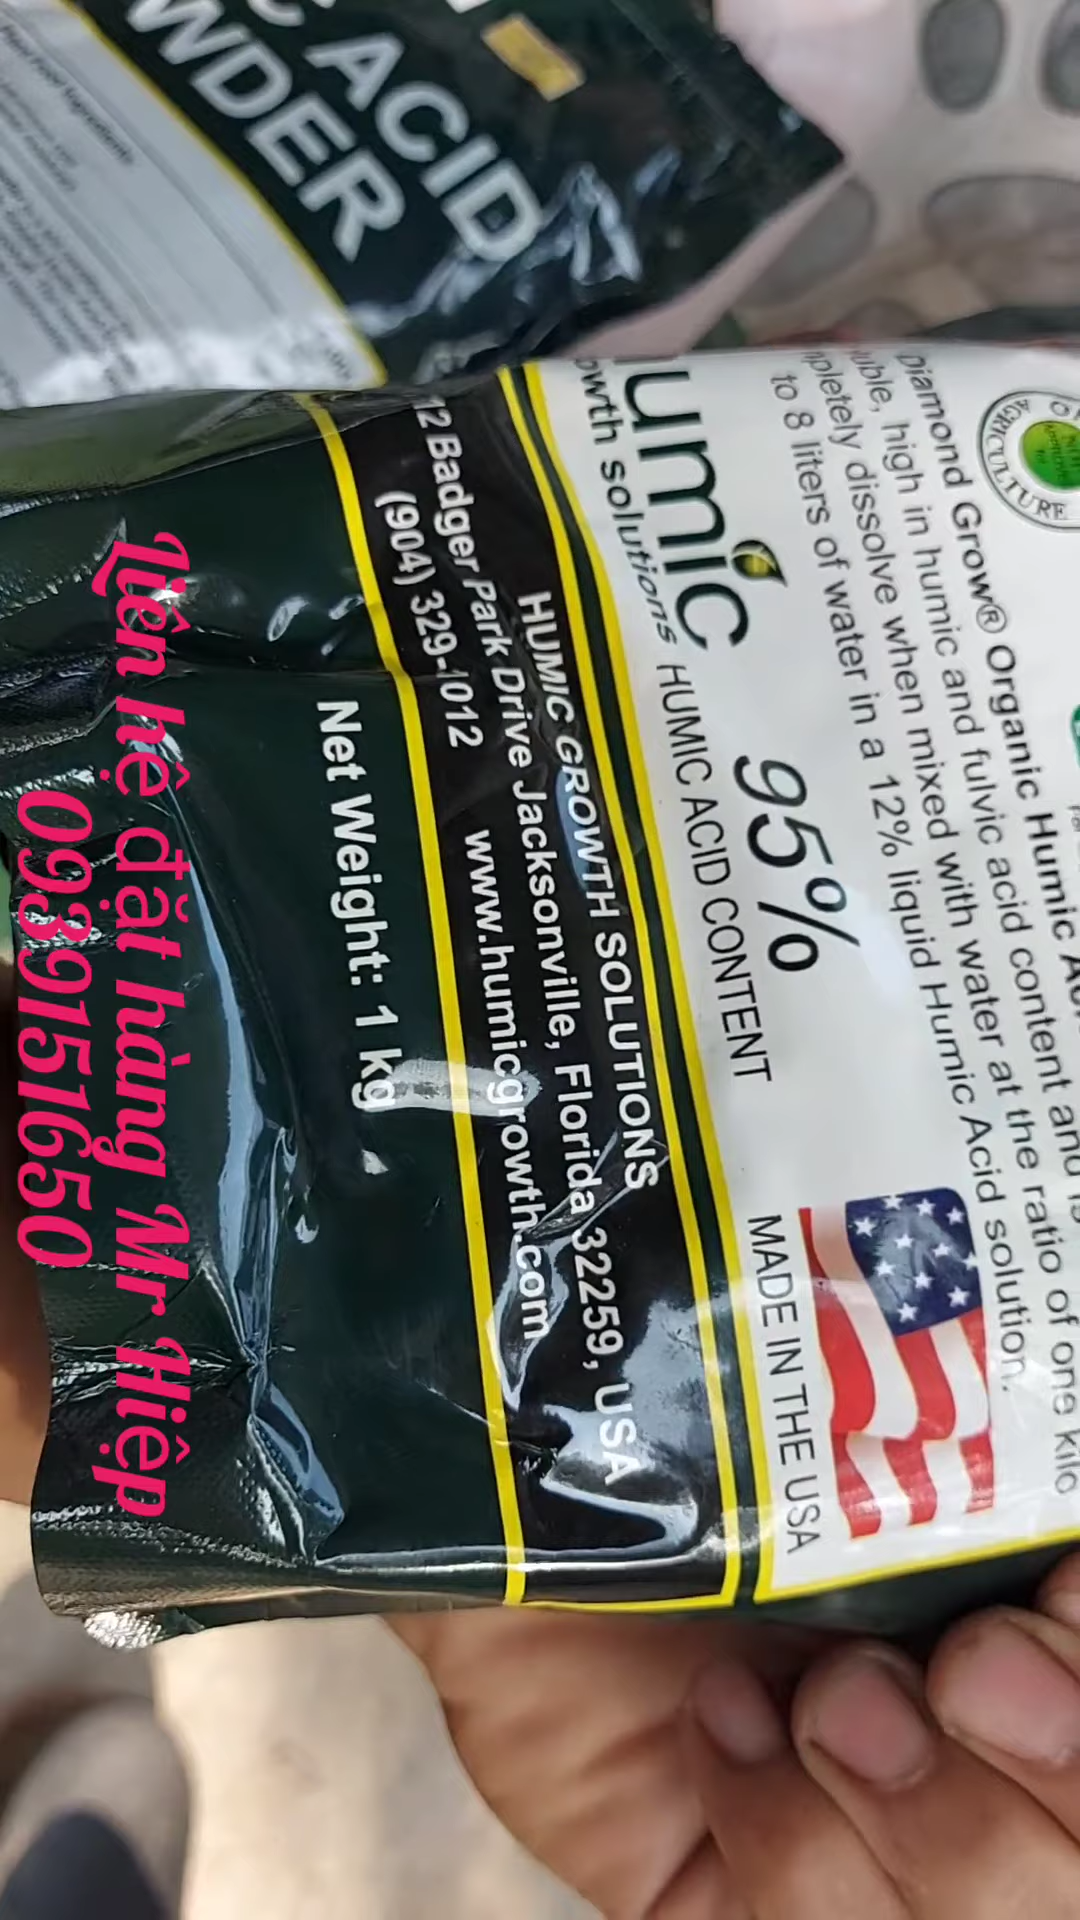 ACID
WDER
AGRICULTURE
Diamond Grow® Organic Humic
high in humic and fulvic acid content and is
dissolve when mixed with water at the ratio of one kilo
to 8 liters of water in a 12% liquid Humic Acid solution.
umic
owth solutions
95%
HUMIC ACID CONTENT
MADE IN THE USA
HUMIC GROWTH SOLUTIONS
12 Badger Park Drive Jacksonville, Florida 32259, USA
(904) 329-1012 www.humicgrowth.com
Net Weight: 1 kg
Liên hệ đặt hàng Mr Hiệp
0939151650